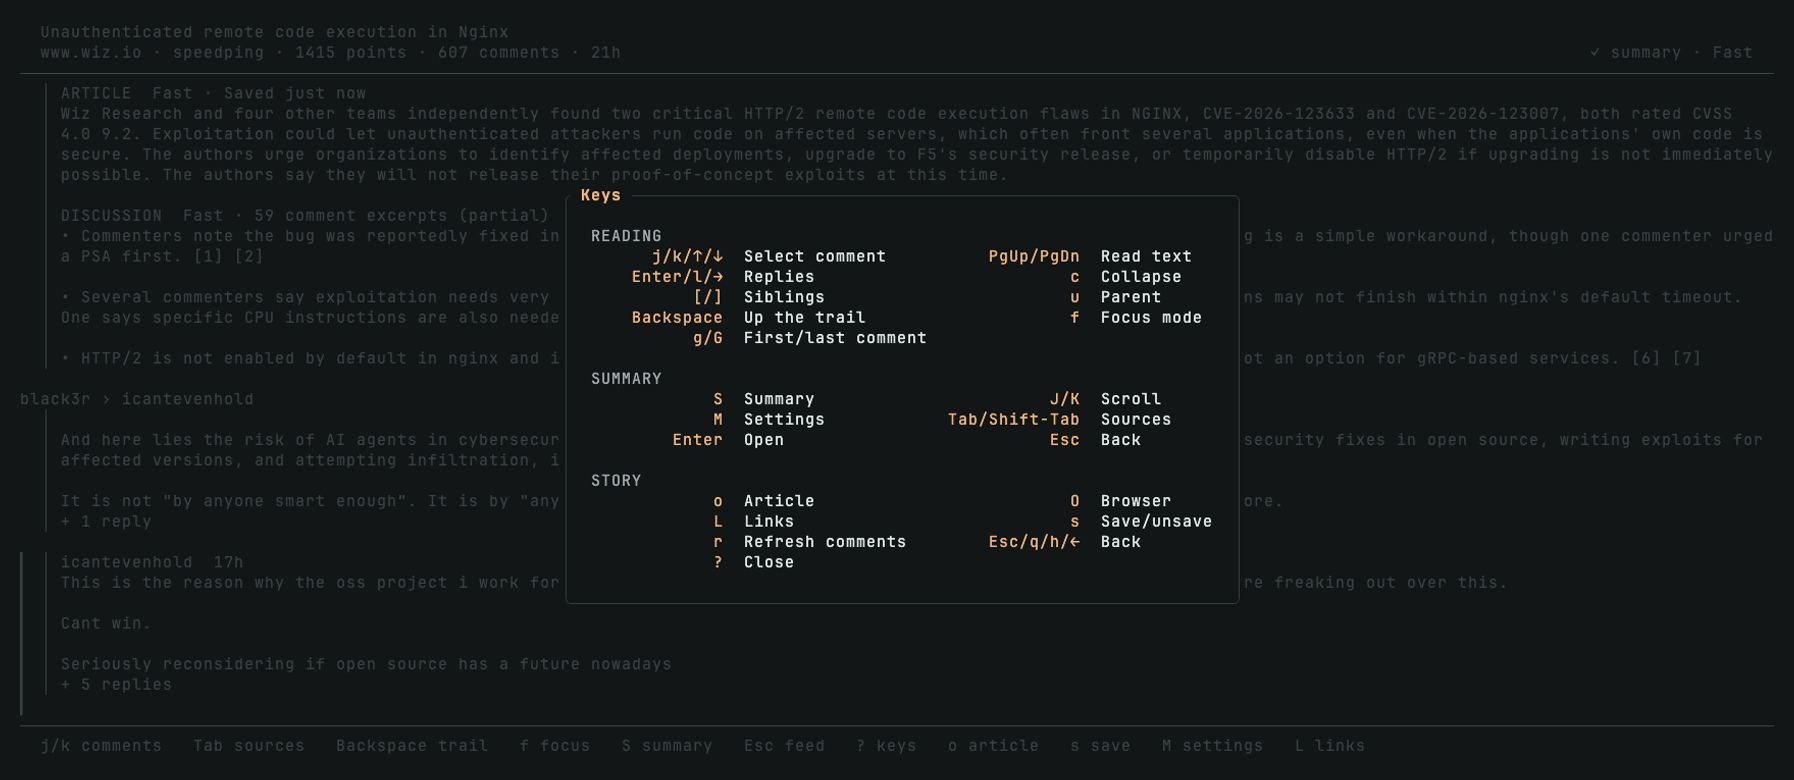 Unauthenticated remote code execution in Nginx
www.wiz.io · speedping · 1415 points · 607 comments · 21h
✓ summary · Fast
ARTICLE Fast · Saved just now
Wiz Research and four other teams independently found two critical HTTP/2 remote code execution flaws in NGINX, CVE-2026-123633 and CVE-2026-123007, both rated CVSS
4.0 9.2. Exploitation could let unauthenticated attackers run code on affected servers, which often front several applications, even when the applications' own code is
secure. The authors urge organizations to identify affected deployments, upgrade to F5's security release, or temporarily disable HTTP/2 if upgrading is not immediately
possible. The authors say they will not release their proof-of-concept exploits at this time.
DISCUSSION Fast · 59 comment excerpts (partial)
• Commenters note the bug was reportedly fixed in g is a simple workaround, though one commenter urged
a PSA first. [1] [2]
• Several commenters say exploitation needs very ns may not finish within nginx's default timeout.
One says specific CPU instructions are also neede
• HTTP/2 is not enabled by default in nginx and i ot an option for gRPC-based services. [6] [7]
black3r › icantevenhold
And here lies the risk of AI agents in cybersecur security fixes in open source, writing exploits for
affected versions, and attempting infiltration, i
It is not "by anyone smart enough". It is by "any ore.
+ 1 reply
icantevenhold 17h
This is the reason why the oss project i work for re freaking out over this.
Cant win.
Seriously reconsidering if open source has a future nowadays
+ 5 replies
Keys
READING
j/k/↑/↓ Select comment PgUp/PgDn Read text
Enter/l/→ Replies c Collapse
[/] Siblings u Parent
Backspace Up the trail f Focus mode
g/G First/last comment
SUMMARY
S Summary J/K Scroll
M Settings Tab/Shift-Tab Sources
Enter Open Esc Back
STORY
o Article O Browser
L Links s Save/unsave
r Refresh comments Esc/q/h/← Back
? Close
j/k comments Tab sources Backspace trail f focus S summary Esc feed ? keys o article s save M settings L links